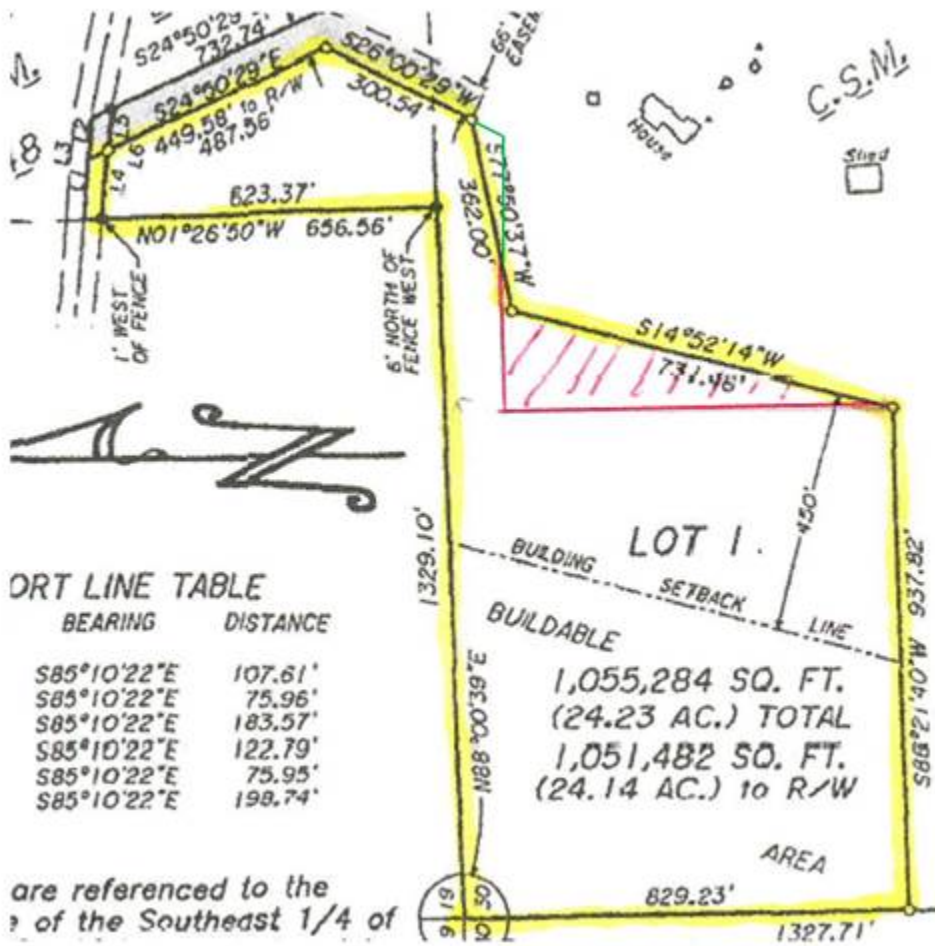 S24°50'29"E
732.74'
S24°50'29"E
449.58' to R/W
487.56'
S26°00'29"W
300.54'
66'
C.S.M.
House
Shed
48
L3
L5
L4
L6
623.37'
N01°26'50"W 656.56'
1' WEST
OF FENCE
6' NORTH OF
FENCE WEST
S77°50'37"W
362.00'
S14°52'14"W
731.46'
450'
LOT 1.
BUILDING SETBACK LINE
BUILDABLE
AREA
1,055,284 SQ. FT.
(24.23 AC.) TOTAL
1,051,482 SQ. FT.
(24.14 AC.) to R/W
937.82'
S88°21'40"W
1329.10'
N88°00'39"E
ORT LINE TABLE
BEARING DISTANCE
S85°10'22"E 107.61'
S85°10'22"E 75.96'
S85°10'22"E 183.57'
S85°10'22"E 122.79'
S85°10'22"E 75.95'
S85°10'22"E 198.74'
are referenced to the
e of the Southeast 1/4 of
829.23'
1327.71'